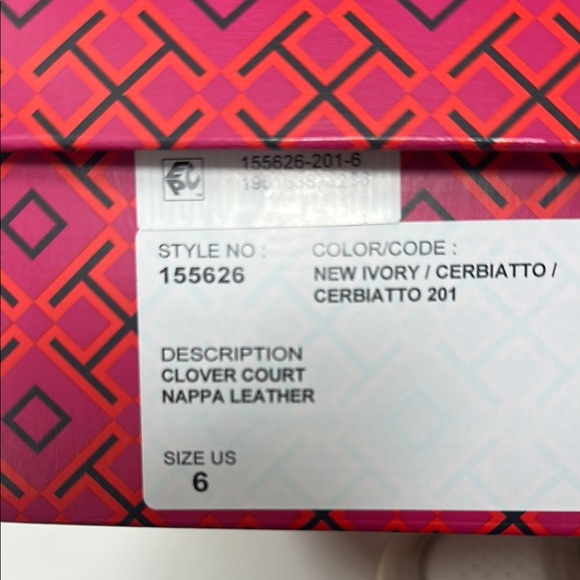 EPC
155626-201-6
STYLE NO :
155626
COLOR/CODE :
NEW IVORY / CERBIATTO /
CERBIATTO 201
DESCRIPTION
CLOVER COURT
NAPPA LEATHER
SIZE US
6